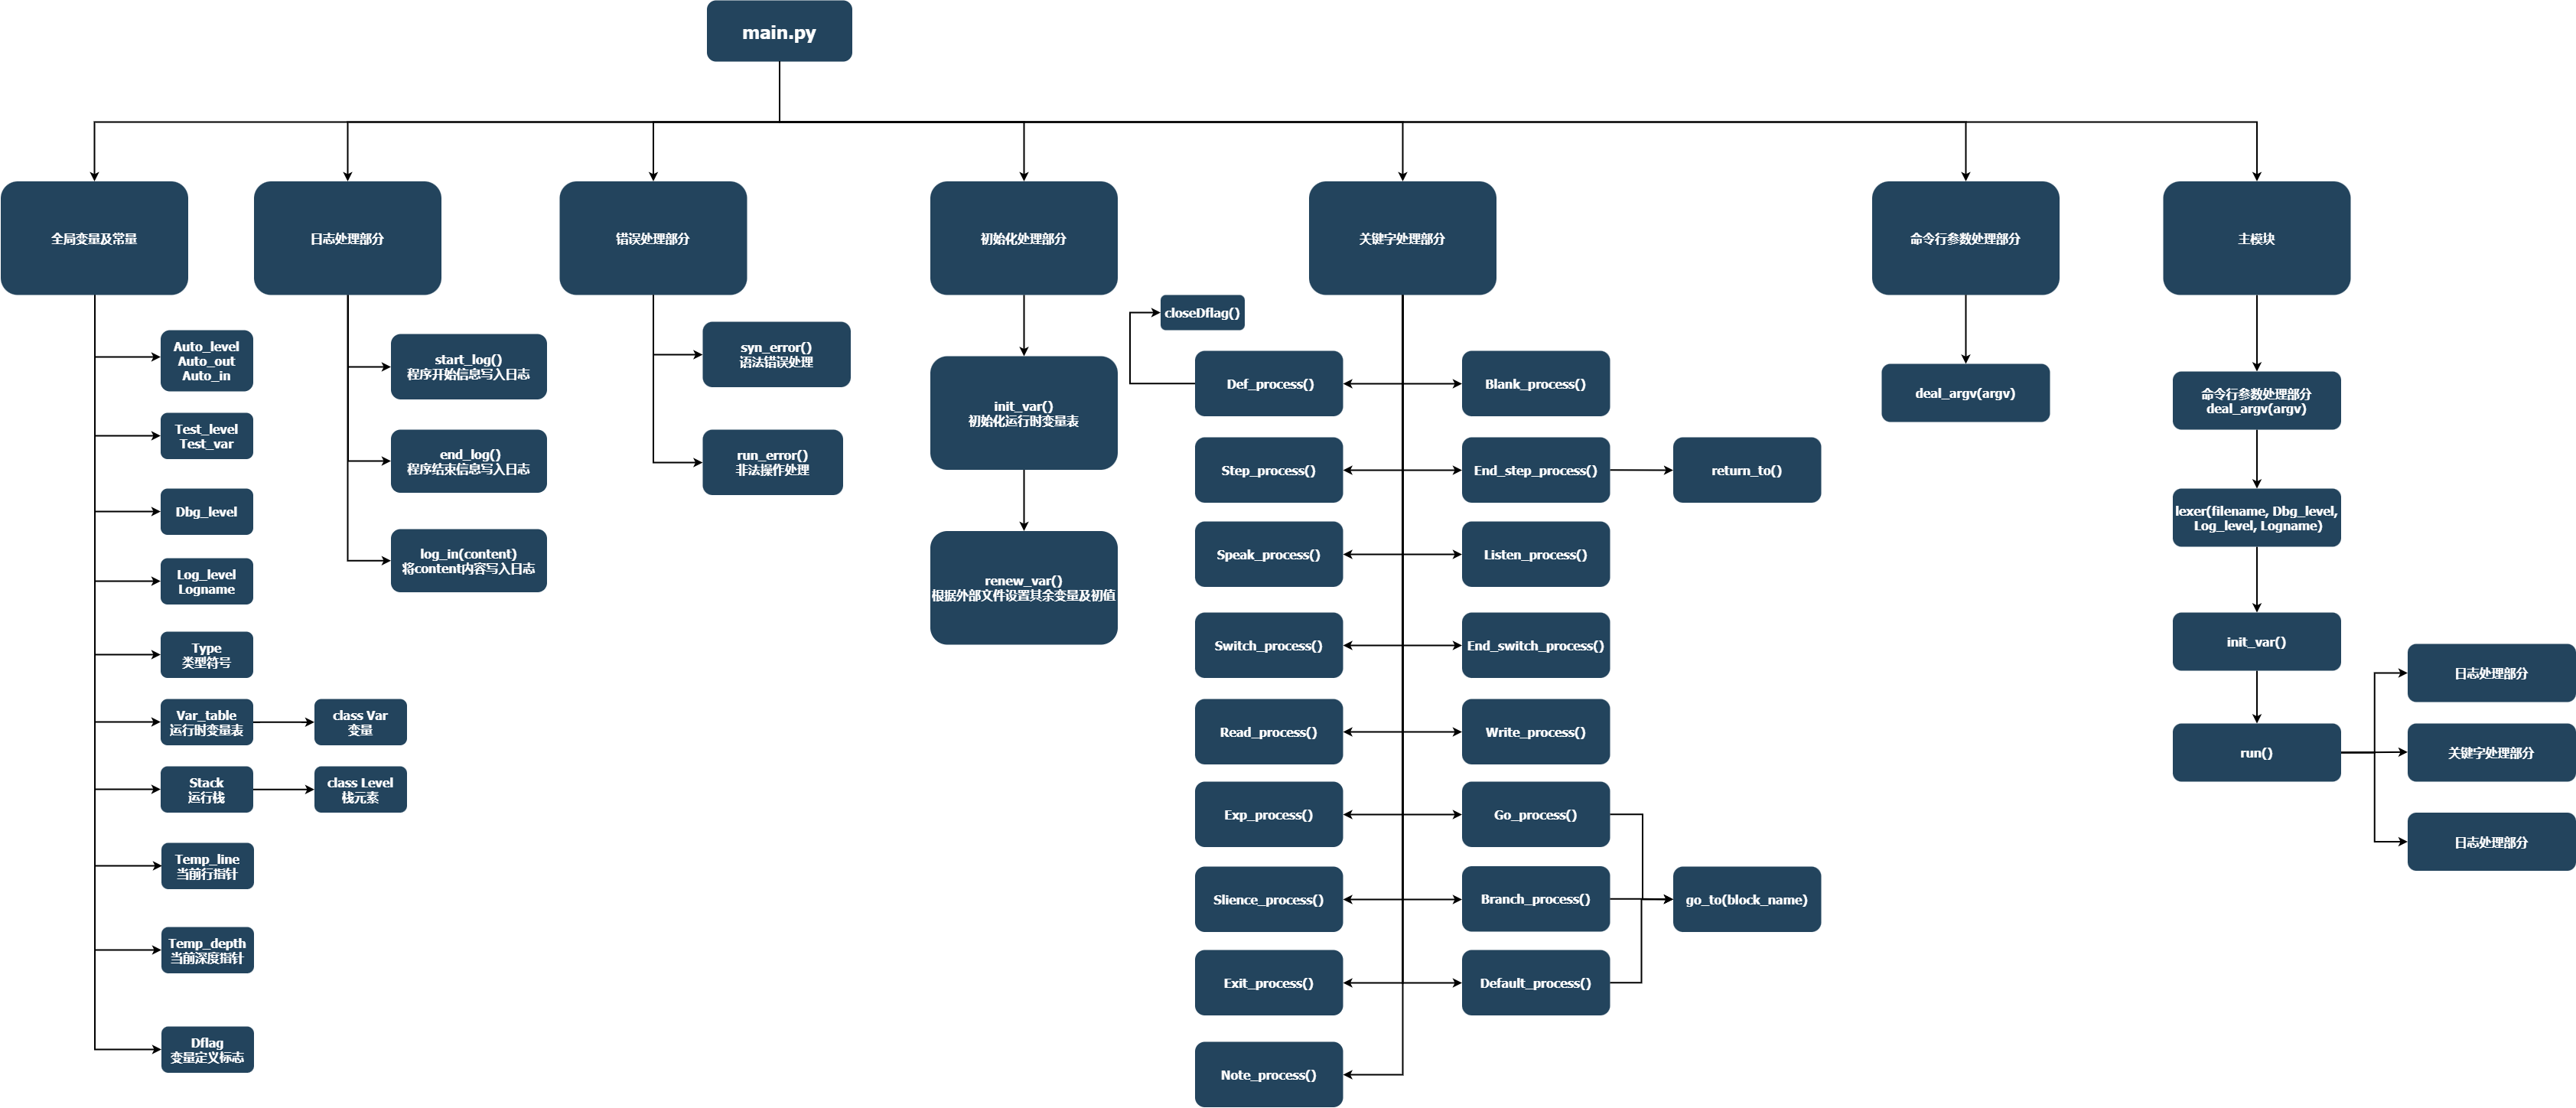 main.py
全局变量及常量
日志处理部分
错误处理部分
初始化处理部分
关键字处理部分
命令行参数处理部分
主模块
Auto_level
Auto_out
Auto_in
Test_level
Test_var
Dbg_level
Log_level
Logname
Type
类型符号
Var_table
运行时变量表
class Var
变量
Stack
运行栈
class Level
栈元素
Temp_line
当前行指针
Temp_depth
当前深度指针
Dflag
变量定义标志
start_log()
程序开始信息写入日志
end_log()
程序结束信息写入日志
log_in(content)
将content内容写入日志
syn_error()
语法错误处理
run_error()
非法操作处理
init_var()
初始化运行时变量表
renew_var()
根据外部文件设置其余变量及初值
closeDflag()
Def_process()
Blank_process()
Step_process()
End_step_process()
return_to()
Speak_process()
Listen_process()
Switch_process()
End_switch_process()
Read_process()
Write_process()
Exp_process()
Go_process()
Slience_process()
Branch_process()
go_to(block_name)
Exit_process()
Default_process()
Note_process()
deal_argv(argv)
命令行参数处理部分
deal_argv(argv)
lexer(filename, Dbg_level,
Log_level, Logname)
init_var()
run()
日志处理部分
关键字处理部分
日志处理部分